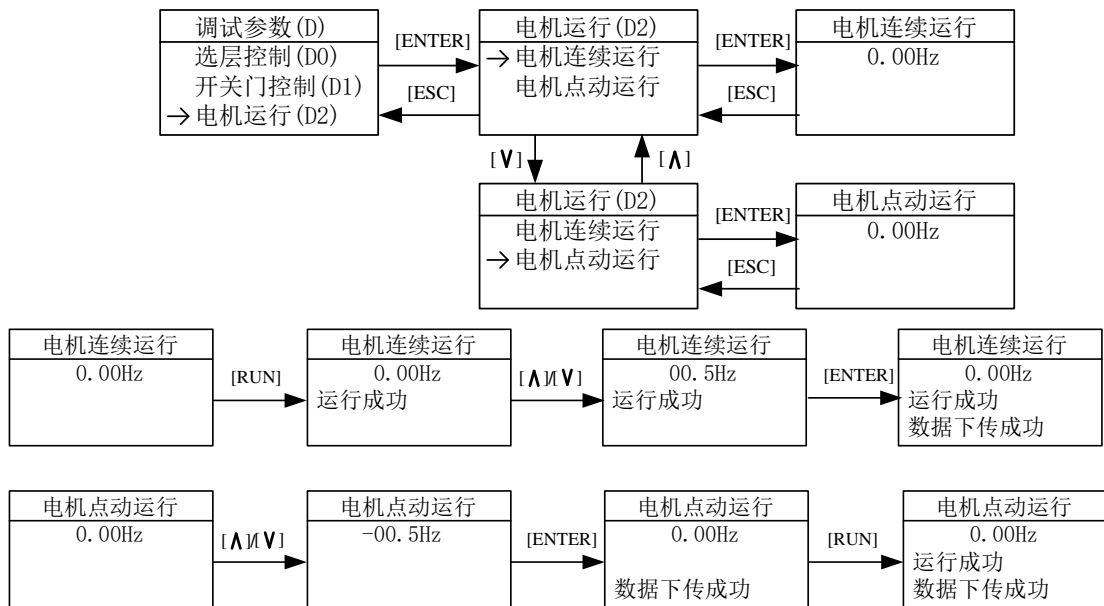 调试参数(D)
选层控制(D0)
开关门控制(D1)
→电机运行(D2)
[ENTER]
[ESC]
电机运行(D2)
→电机连续运行
电机点动运行
[ENTER]
[ESC]
电机连续运行
0.00Hz
[∨]
[∧]
电机运行(D2)
电机连续运行
→电机点动运行
[ENTER]
[ESC]
电机点动运行
0.00Hz
电机连续运行
0.00Hz
[RUN]
电机连续运行
0.00Hz
运行成功
[∧]/[∨]
电机连续运行
00.5Hz
运行成功
[ENTER]
电机连续运行
0.00Hz
运行成功
数据下传成功
电机点动运行
0.00Hz
[∧]/[∨]
电机点动运行
-00.5Hz
[ENTER]
电机点动运行
0.00Hz
数据下传成功
[RUN]
电机点动运行
0.00Hz
运行成功
数据下传成功